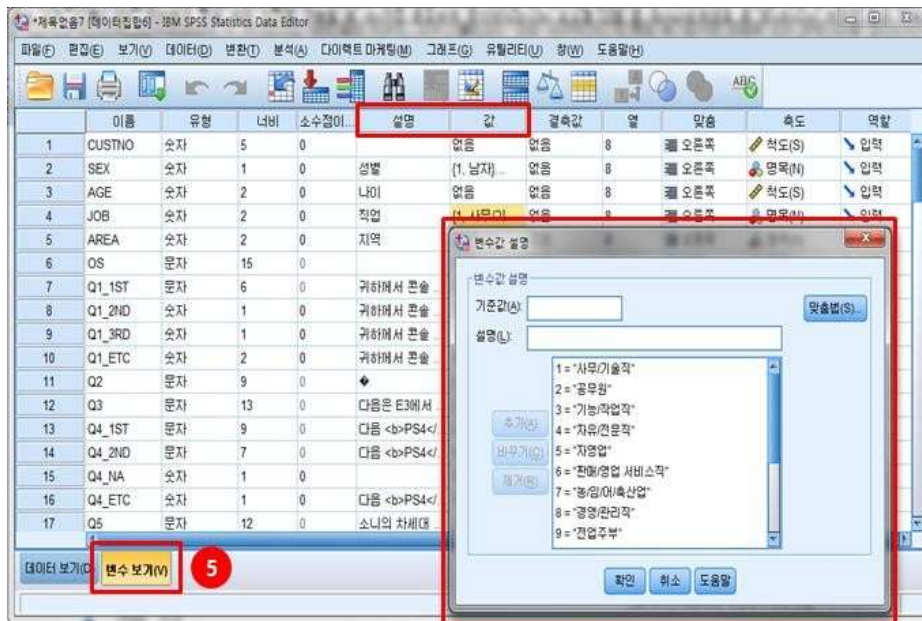 *제목없음7 [데이터집합6] - IBM SPSS Statistics Data Editor
파일(F) 편집(E) 보기(V) 데이터(D) 변환(T) 분석(A) 다이렉트 마케팅(M) 그래프(G) 유틸리티(U) 창(W) 도움말(H)
이름 유형 너비 소수점이... 설명 값 결측값 열 맞춤 측도 역할
1 CUSTNO 숫자 5 0 없음 없음 8 오른쪽 척도(S) 입력
2 SEX 숫자 1 0 성별 {1, 남자}... 없음 8 오른쪽 명목(N) 입력
3 AGE 숫자 2 0 나이 없음 없음 8 오른쪽 척도(S) 입력
4 JOB 숫자 2 0 직업 {1, 사무/기 없음 8 오른쪽 명목(N) 입력
5 AREA 숫자 2 0 지역
6 OS 문자 15 0
7 Q1_1ST 문자 6 0 귀하께서 콘솔 ...
8 Q1_2ND 숫자 1 0 귀하께서 콘솔 ...
9 Q1_3RD 숫자 1 0 귀하께서 콘솔 ...
10 Q1_ETC 숫자 2 0 귀하께서 콘솔 ...
11 Q2 문자 9 0 �
12 Q3 문자 13 0 다음은 E3에서
13 Q4_1ST 문자 9 0 다음 <b>PS4</
14 Q4_2ND 문자 7 0 다음 <b>PS4</
15 Q4_NA 숫자 1 0
16 Q4_ETC 숫자 1 0 다음 <b>PS4</
17 Q5 문자 12 0 소니의 차세대
변수값 설명
변수값 설명
기준값(A):
맞춤법(S)...
설명(L):
1 = "사무/기술직"
2 = "공무원"
3 = "기능/작업직"
추가(A)
4 = "자유/전문직"
바꾸기(C)
5 = "자영업"
6 = "판매/영업 서비스직"
제거(R)
7 = "농/임/어/축산업"
8 = "경영/관리직"
9 = "전업주부"
확인 취소 도움말
데이터 보기(D) 변수 보기(V) 5